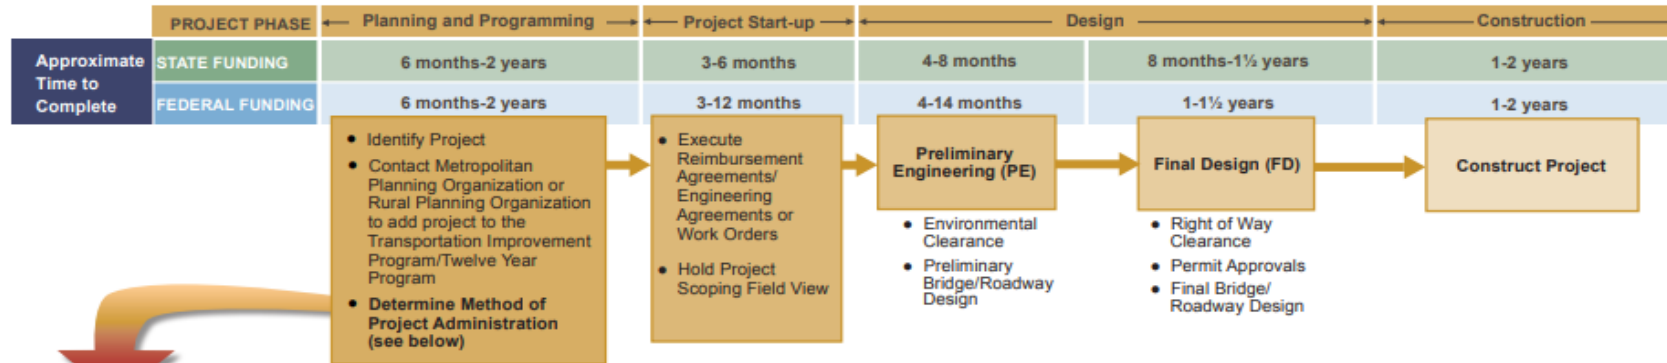 PROJECT PHASE Planning and Programming Project Start-up Design Construction
Approximate
Time to
Complete
STATE FUNDING 6 months-2 years 3-6 months 4-8 months 8 months-1½ years 1-2 years
FEDERAL FUNDING 6 months-2 years 3-12 months 4-14 months 1-1½ years 1-2 years
• Identify Project
• Contact Metropolitan
Planning Organization or
Rural Planning Organization
to add project to the
Transportation Improvement
Program/Twelve Year
Program
• Determine Method of
Project Administration
(see below)
• Execute
Reimbursement
Agreements/
Engineering
Agreements or
Work Orders
• Hold Project
Scoping Field View
Preliminary
Engineering (PE)
• Environmental
Clearance
• Preliminary
Bridge/Roadway
Design
Final Design (FD)
• Right of Way
Clearance
• Permit Approvals
• Final Bridge/
Roadway Design
Construct Project